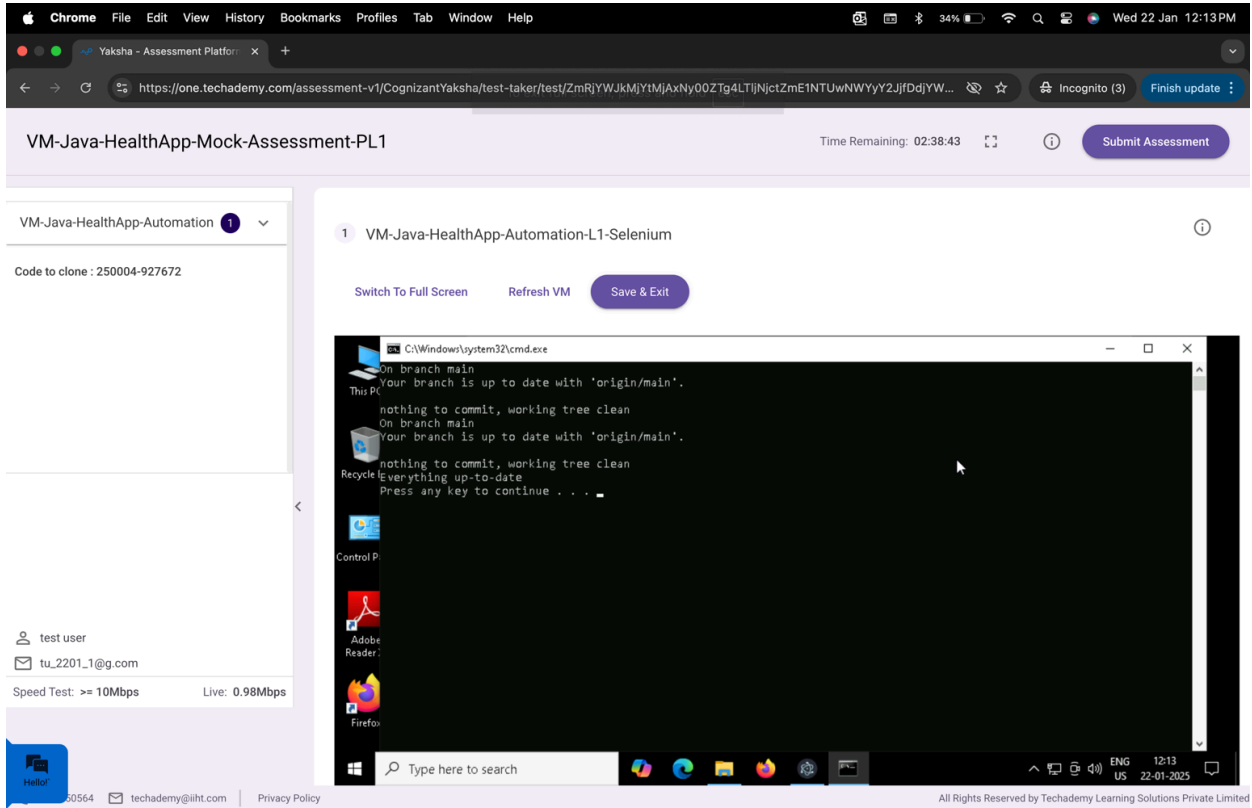 Chrome File Edit View History Bookmarks Profiles Tab Window Help
34% Wed 22 Jan 12:13 PM
Yaksha - Assessment Platform
https://one.techademy.com/assessment-v1/CognizantYaksha/test-taker/test/ZmRjYWJkMjYtMjAxNy00ZTg4LTljNjctZmE1NTUwNWYyY2JjfDdjYW... Incognito (3) Finish update
VM-Java-HealthApp-Mock-Assessment-PL1
Time Remaining: 02:38:43
Submit Assessment
VM-Java-HealthApp-Automation 1
Code to clone : 250004-927672
1 VM-Java-HealthApp-Automation-L1-Selenium
Switch To Full Screen Refresh VM Save & Exit
C:\Windows\system32\cmd.exe
On branch main
Your branch is up to date with 'origin/main'.
nothing to commit, working tree clean
On branch main
Your branch is up to date with 'origin/main'.
nothing to commit, working tree clean
Everything up-to-date
Press any key to continue . . .
This PC
Recycle
Control P
Adobe
Reader
Firefox
Type here to search
ENG
US
12:13
22-01-2025
test user
tu_2201_1@g.com
Speed Test: >= 10Mbps Live: 0.98Mbps
Hello!
50564 techademy@iiht.com Privacy Policy
All Rights Reserved by Techademy Learning Solutions Private Limited